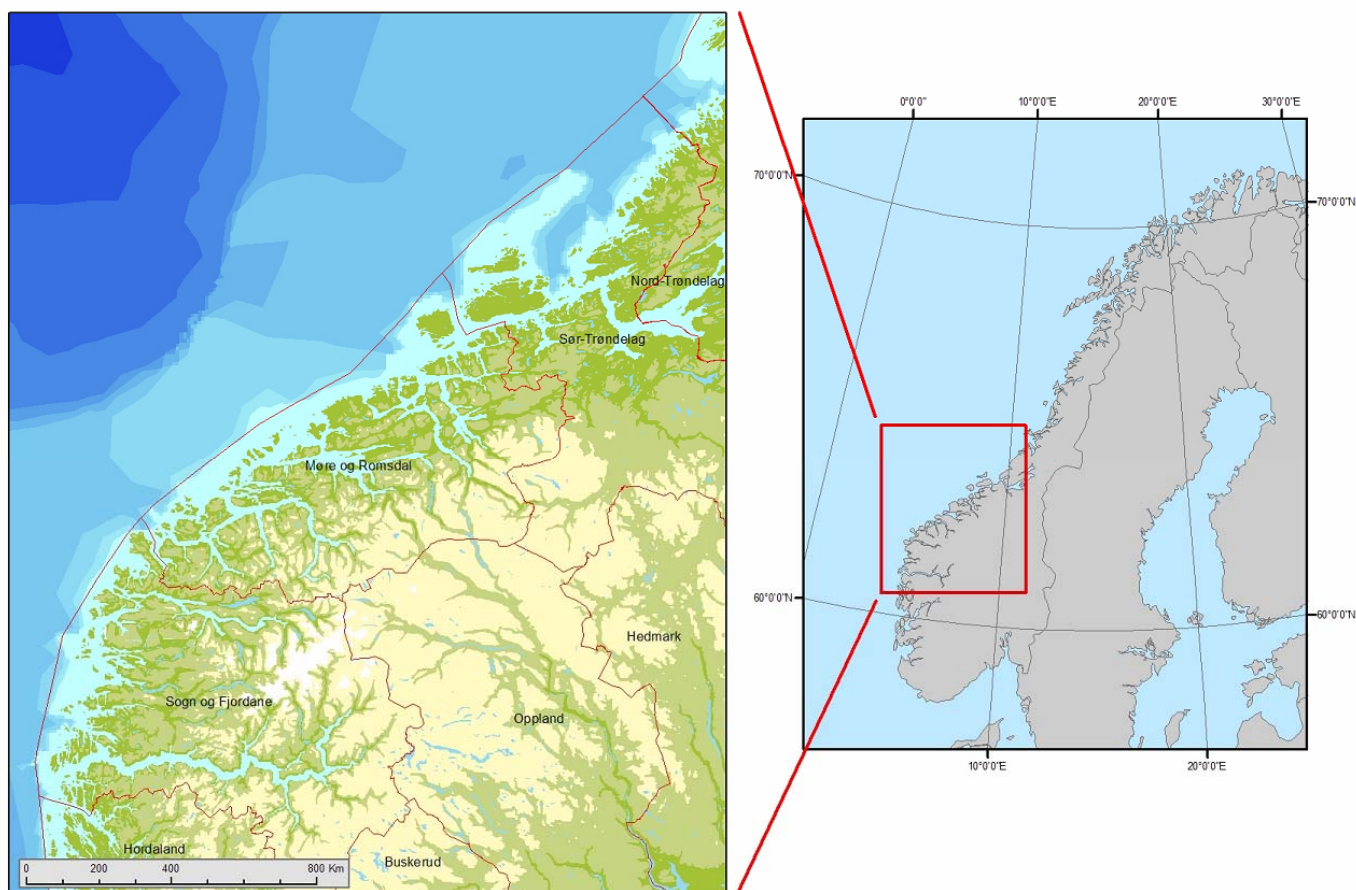 Nord-Trøndelag
Sør-Trøndelag
Møre og Romsdal
Hedmark
Sogn og Fjordane
Oppland
Hordaland
Buskerud
0 200 400 800 Km
0°0'0" 10°0'0"E 20°0'0"E 30°0'0"E
70°0'0"N
70°0'0"N
60°0'0"N
60°0'0"N
10°0'0"E 20°0'0"E